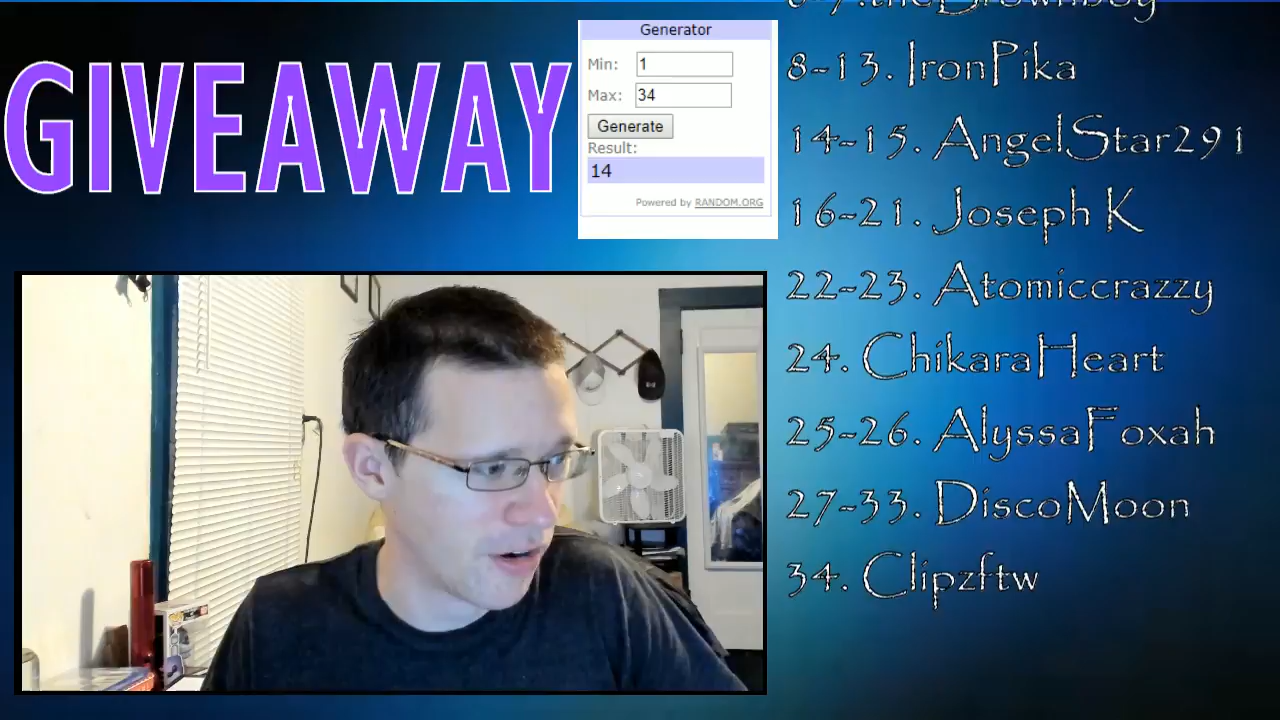 GIVEAWAY
Generator
Min: 1
Max: 34
Generate
Result:
14
Powered by RANDOM.ORG
8-13. IronPika
14-15. AngelStar291
16-21. Joseph K
22-23. Atomiccrazzy
24. ChikaraHeart
25-26. AlyssaFoxah
27-33. DiscoMoon
34. Clipzftw